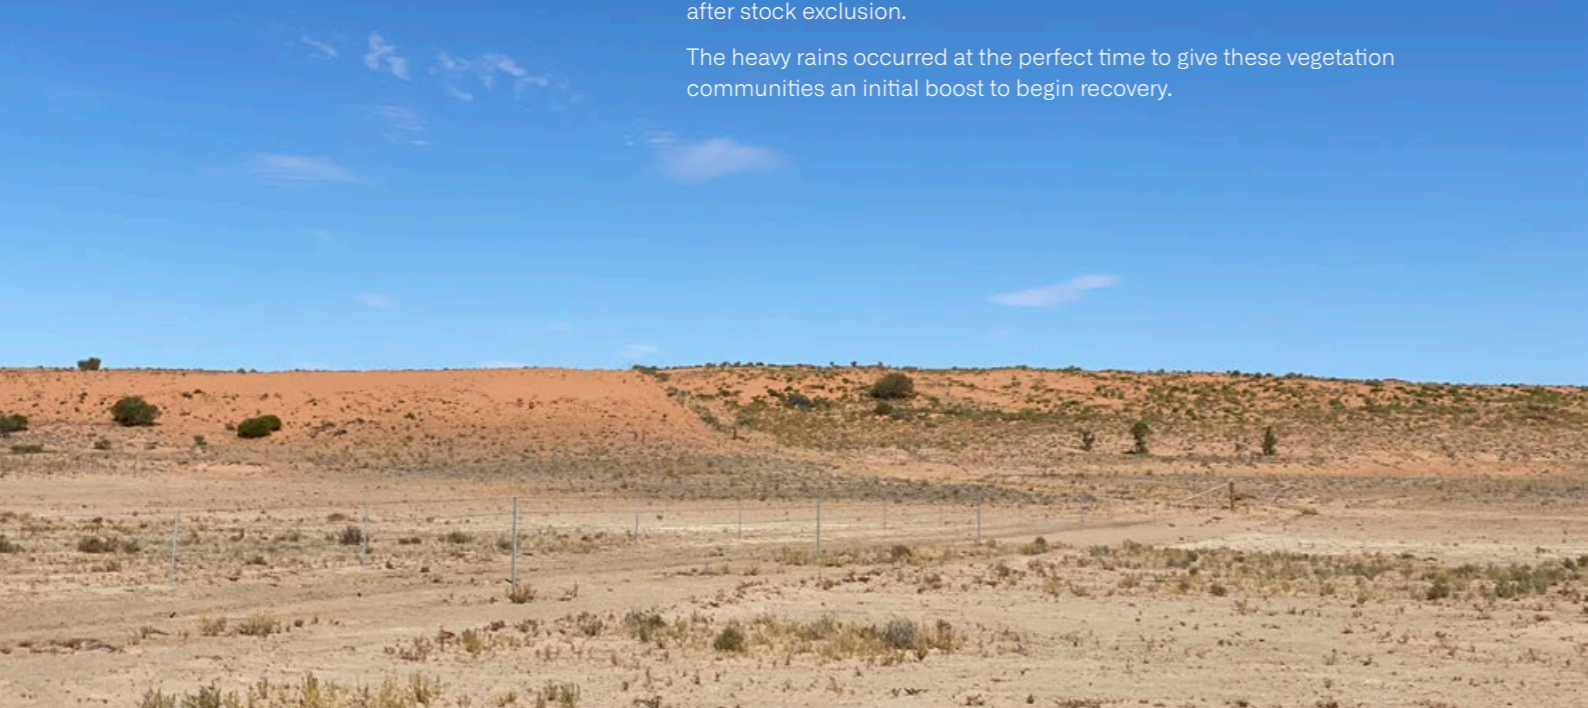 after stock exclusion.
The heavy rains occurred at the perfect time to give these vegetation
communities an initial boost to begin recovery.